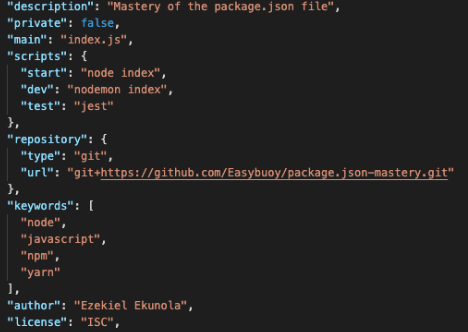 "description": "Mastery of the package.json file",
"private": false,
"main": "index.js",
"scripts": {
"start": "node index",
"dev": "nodemon index",
"test": "jest"
},
"repository": {
"type": "git",
"url": "git+https://github.com/Easybuoy/package.json-mastery.git"
},
"keywords": [
"node",
"javascript",
"npm",
"yarn"
],
"author": "Ezekiel Ekunola",
"license": "ISC",